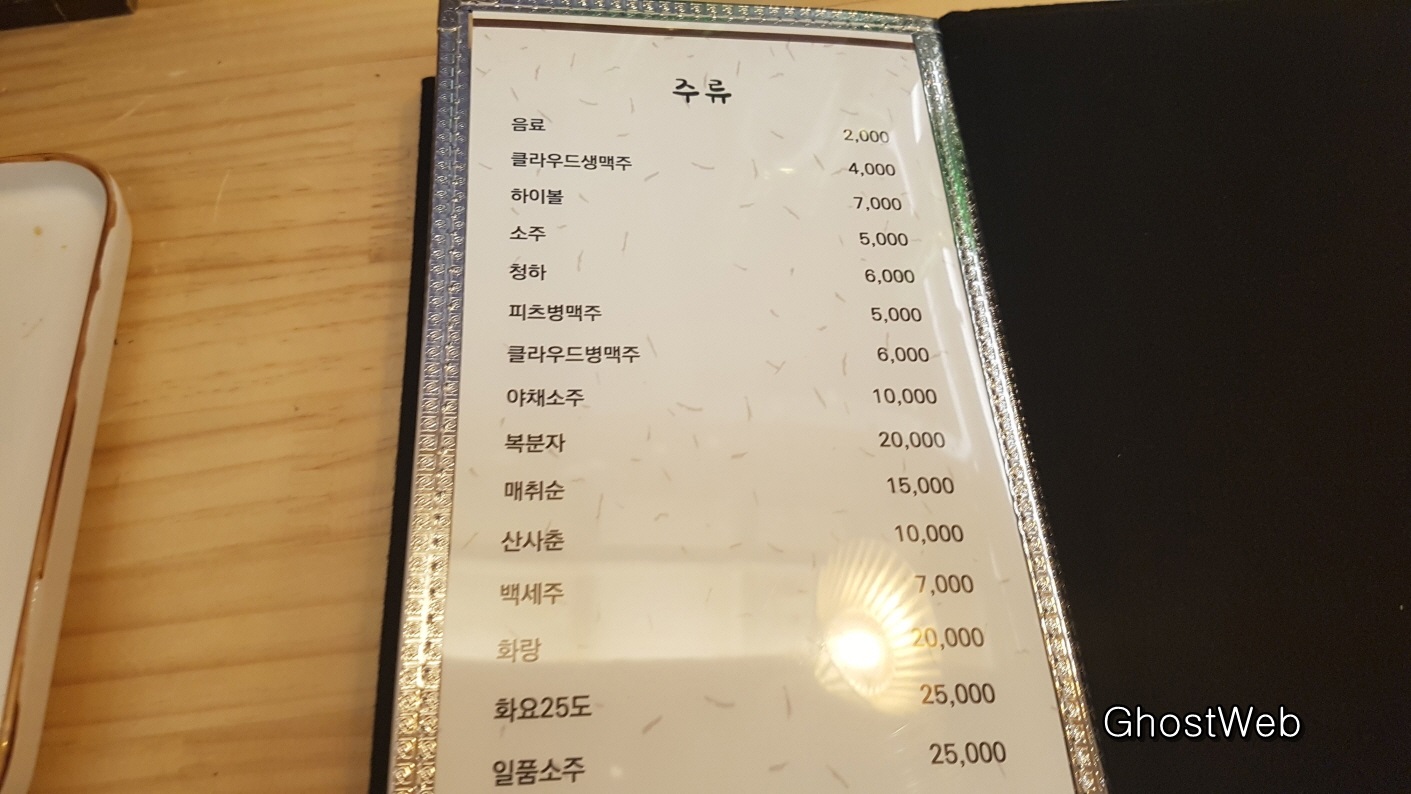 주류
음료 2,000
클라우드생맥주 4,000
하이볼 7,000
소주 5,000
청하 6,000
피츠병맥주 5,000
클라우드병맥주 6,000
야채소주 10,000
복분자 20,000
매취순 15,000
산사춘 10,000
백세주 7,000
화랑 20,000
화요25도 25,000
일품소주 25,000
GhostWeb